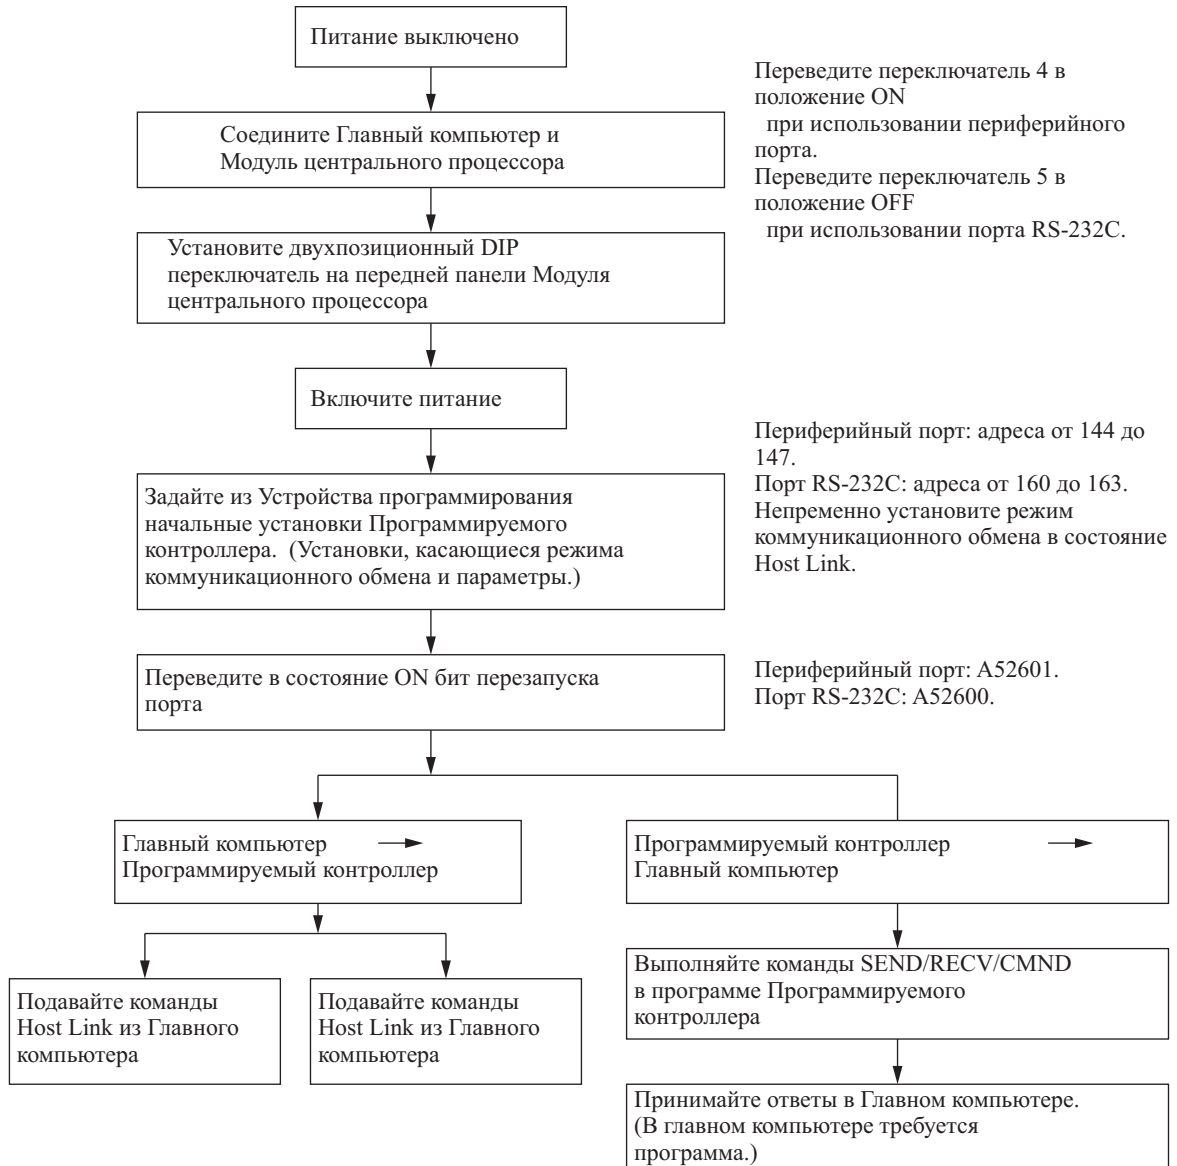 Питание выключено
Переведите переключатель 4 в
положение ON
при использовании периферийного
порта.
Переведите переключатель 5 в
положение OFF
при использовании порта RS-232C.
Соедините Главный компьютер и
Модуль центрального процессора
Установите двухпозиционный DIP
переключатель на передней панели Модуля
центрального процессора
Включите питание
Периферийный порт: адреса от 144 до
147.
Порт RS-232C: адреса от 160 до 163.
Непременно установите режим
коммуникационного обмена в состояние
Host Link.
Задайте из Устройства программирования
начальные установки Программируемого
контроллера. (Установки, касающиеся режима
коммуникационного обмена и параметры.)
Переведите в состояние ON бит перезапуска
порта
Периферийный порт: A52601.
Порт RS-232C: A52600.
Главный компьютер →
Программируемый контроллер
Программируемый контроллер →
Главный компьютер
Подавайте команды
Host Link из Главного
компьютера
Подавайте команды
Host Link из Главного
компьютера
Выполняйте команды SEND/RECV/CMND
в программе Программируемого
контроллера
Принимайте ответы в Главном компьютере.
(В главном компьютере требуется
программа.)